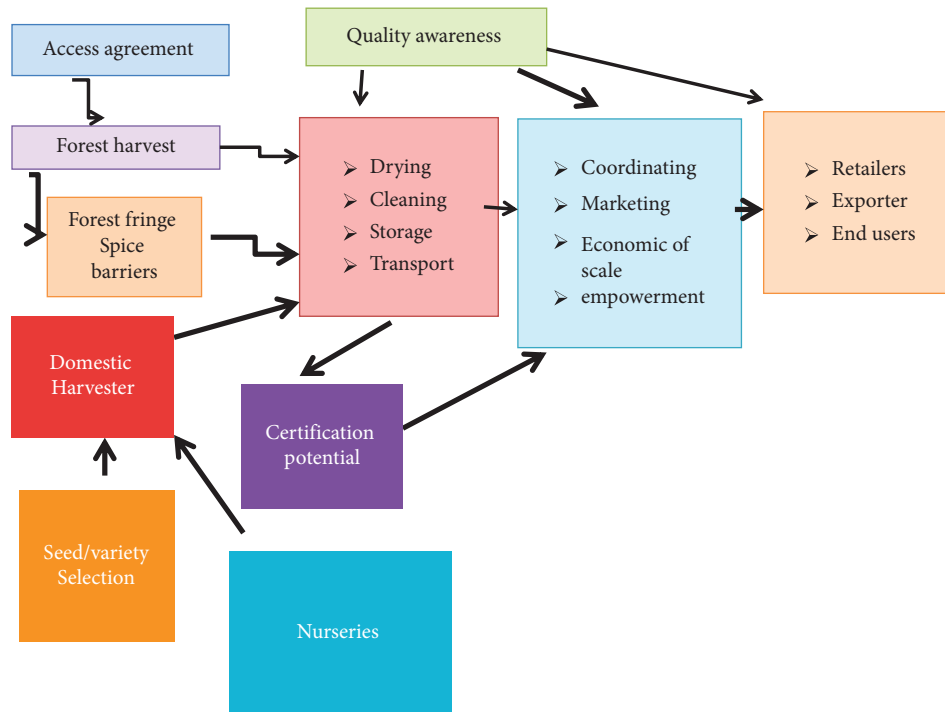 Access agreement
Quality awareness
Forest harvest
Forest fringe
Spice
barriers
➢ Drying
➢ Cleaning
➢ Storage
➢ Transport
➢ Coordinating
➢ Marketing
➢ Economic of
scale
➢ empowerment
➢ Retailers
➢ Exporter
➢ End users
Domestic
Harvester
Certification
potential
Seed/variety
Selection
Nurseries